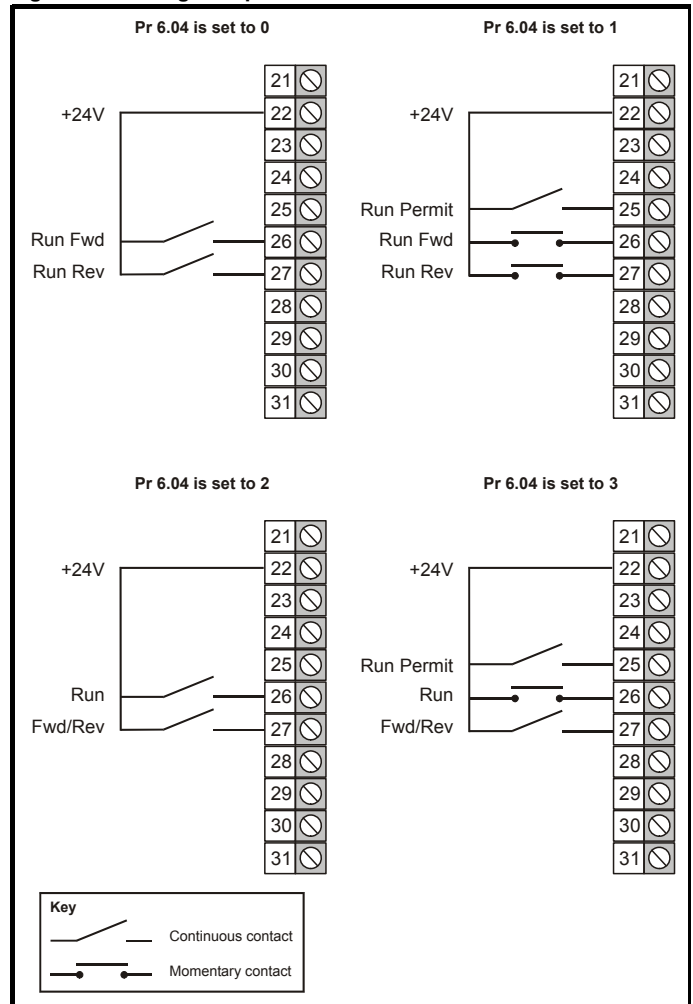 Pr 6.04 is set to 0
21
+24V 22
23
24
25
Run Fwd 26
Run Rev 27
28
29
30
31
Pr 6.04 is set to 1
21
+24V 22
23
24
Run Permit 25
Run Fwd 26
Run Rev 27
28
29
30
31
Pr 6.04 is set to 2
21
+24V 22
23
24
25
Run 26
Fwd/Rev 27
28
29
30
31
Pr 6.04 is set to 3
21
+24V 22
23
24
Run Permit 25
Run 26
Fwd/Rev 27
28
29
30
31
Key
Continuous contact
Momentary contact